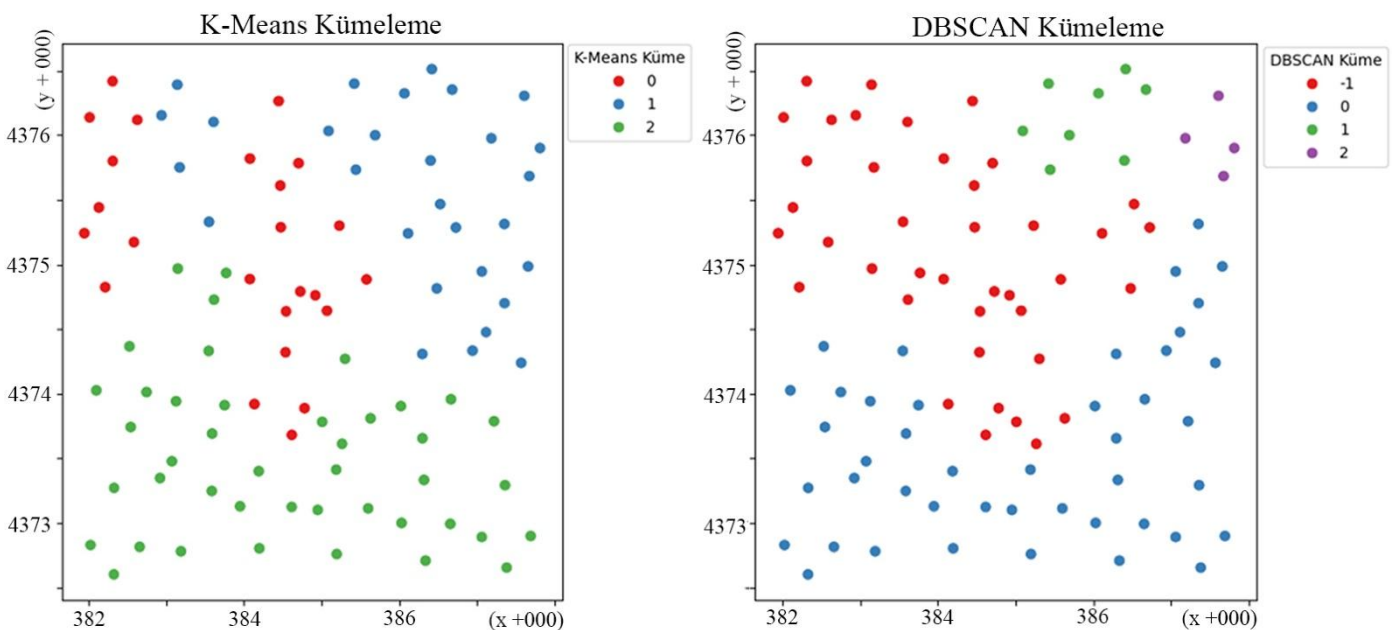 K-Means Kümeleme
(y + 000)
4376
4375
4374
4373
382
384
386
(x +000)
K-Means Küme
0
1
2
DBSCAN Kümeleme
(y + 000)
4376
4375
4374
4373
382
384
386
(x +000)
DBSCAN Küme
-1
0
1
2